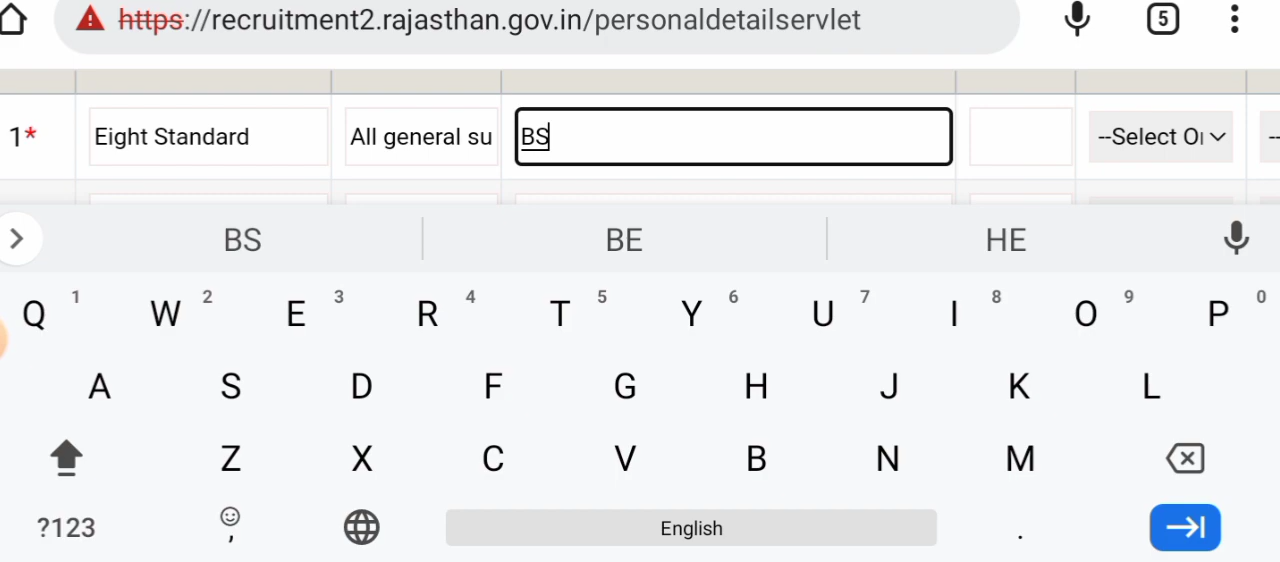 https://recruitment2.rajasthan.gov.in/personaldetailservlet 5
1* Eight Standard All general su BS --Select O
BS BE HE
Q 1 W 2 E 3 R 4 T 5 Y 6 U 7 I 8 O 9 P 0
A S D F G H J K L
Z X C V B N M
?123 , English .